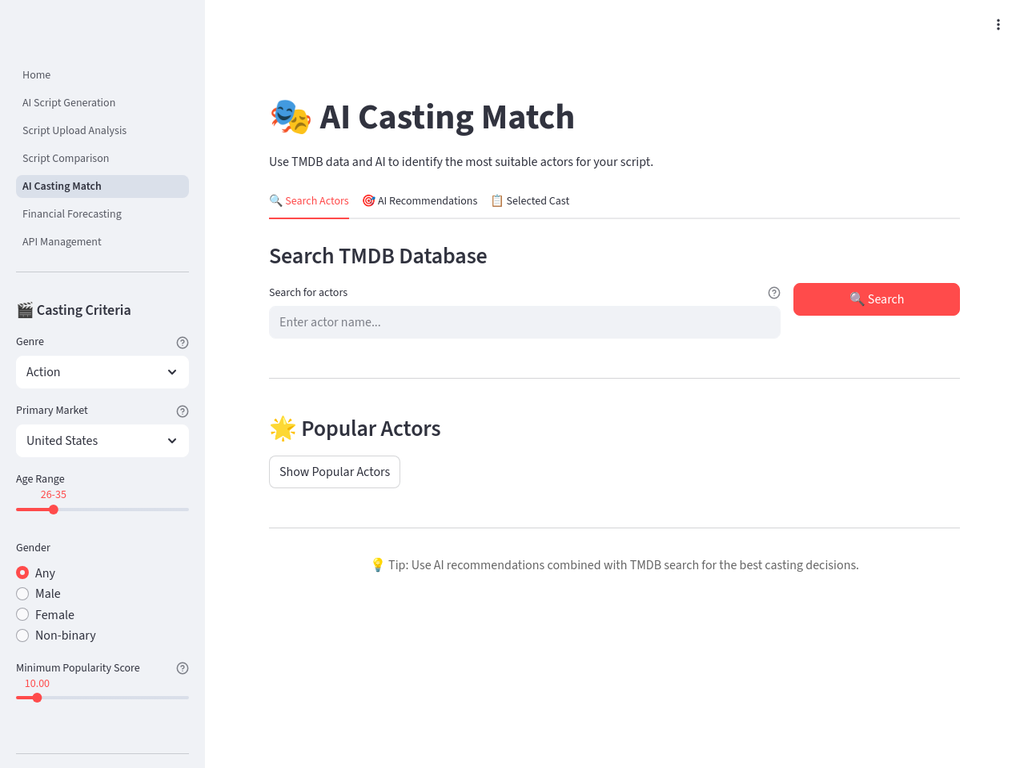 Home
AI Script Generation
Script Upload Analysis
Script Comparison
AI Casting Match
Financial Forecasting
API Management
🎬 Casting Criteria
Genre
Action
Primary Market
United States
Age Range
26-35
Gender
Any
Male
Female
Non-binary
Minimum Popularity Score
10.00
🎭 AI Casting Match
Use TMDB data and AI to identify the most suitable actors for your script.
🔍 Search Actors 🎯 AI Recommendations 📋 Selected Cast
Search TMDB Database
Search for actors
Enter actor name...
🔍 Search
🌟 Popular Actors
Show Popular Actors
💡 Tip: Use AI recommendations combined with TMDB search for the best casting decisions.